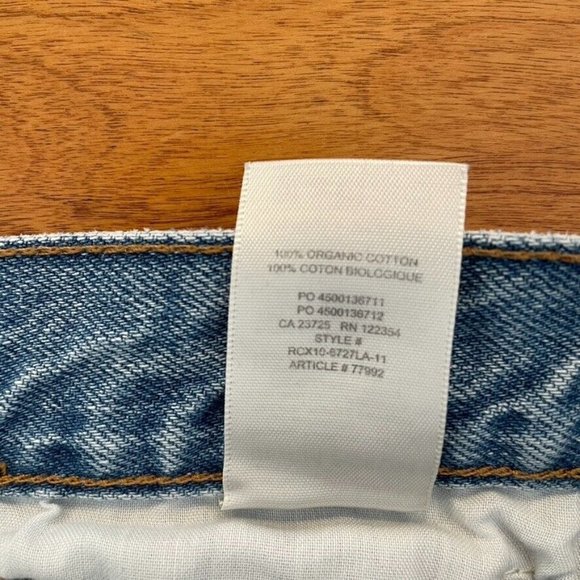 100% ORGANIC COTTON
100% COTON BIOLOGIQUE
PO 4500136711
PO 4500136712
CA 23725 RN 122354
STYLE #
RCX10-6727LA-11
ARTICLE # 77992